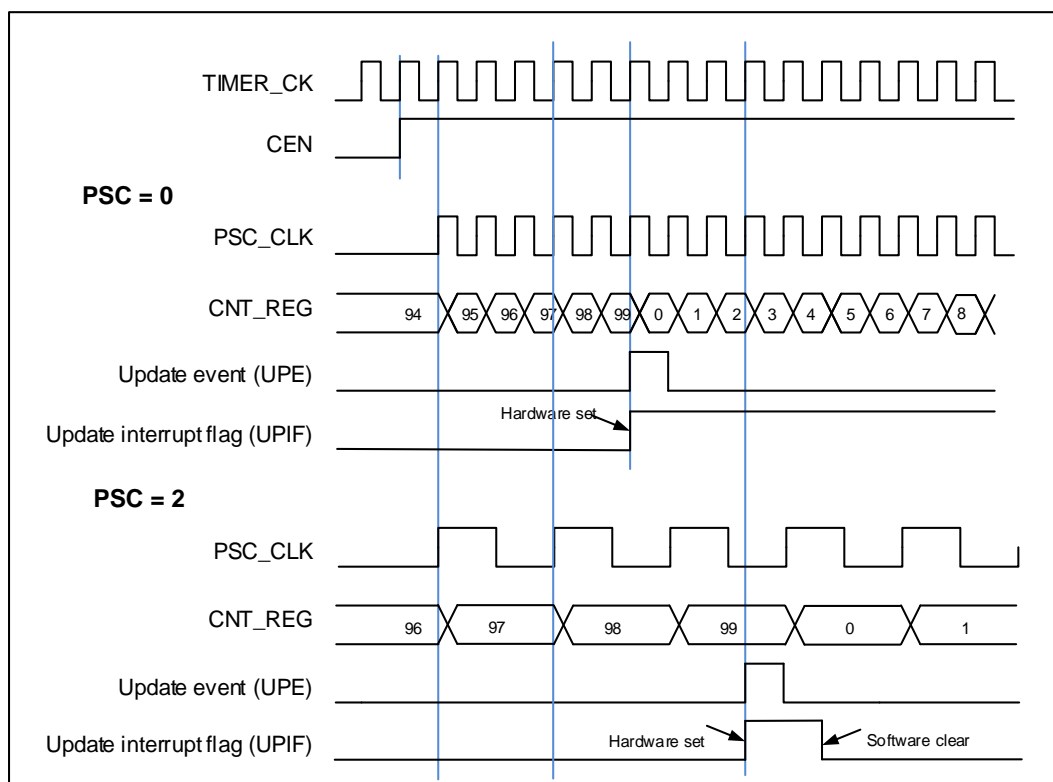 TIMER_CK
CEN
PSC = 0
PSC_CLK
CNT_REG 94 95 96 97 98 99 0 1 2 3 4 5 6 7 8
Update event (UPE)
Hardware set
Update interrupt flag (UPIF)
PSC = 2
PSC_CLK
CNT_REG 96 97 98 99 0 1
Update event (UPE)
Update interrupt flag (UPIF) Hardware set Software clear